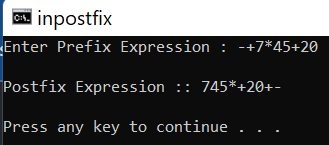 inpostfix
Enter Prefix Expression : -+7*45+20
Postfix Expression :: 745*+20+-
Press any key to continue . . .